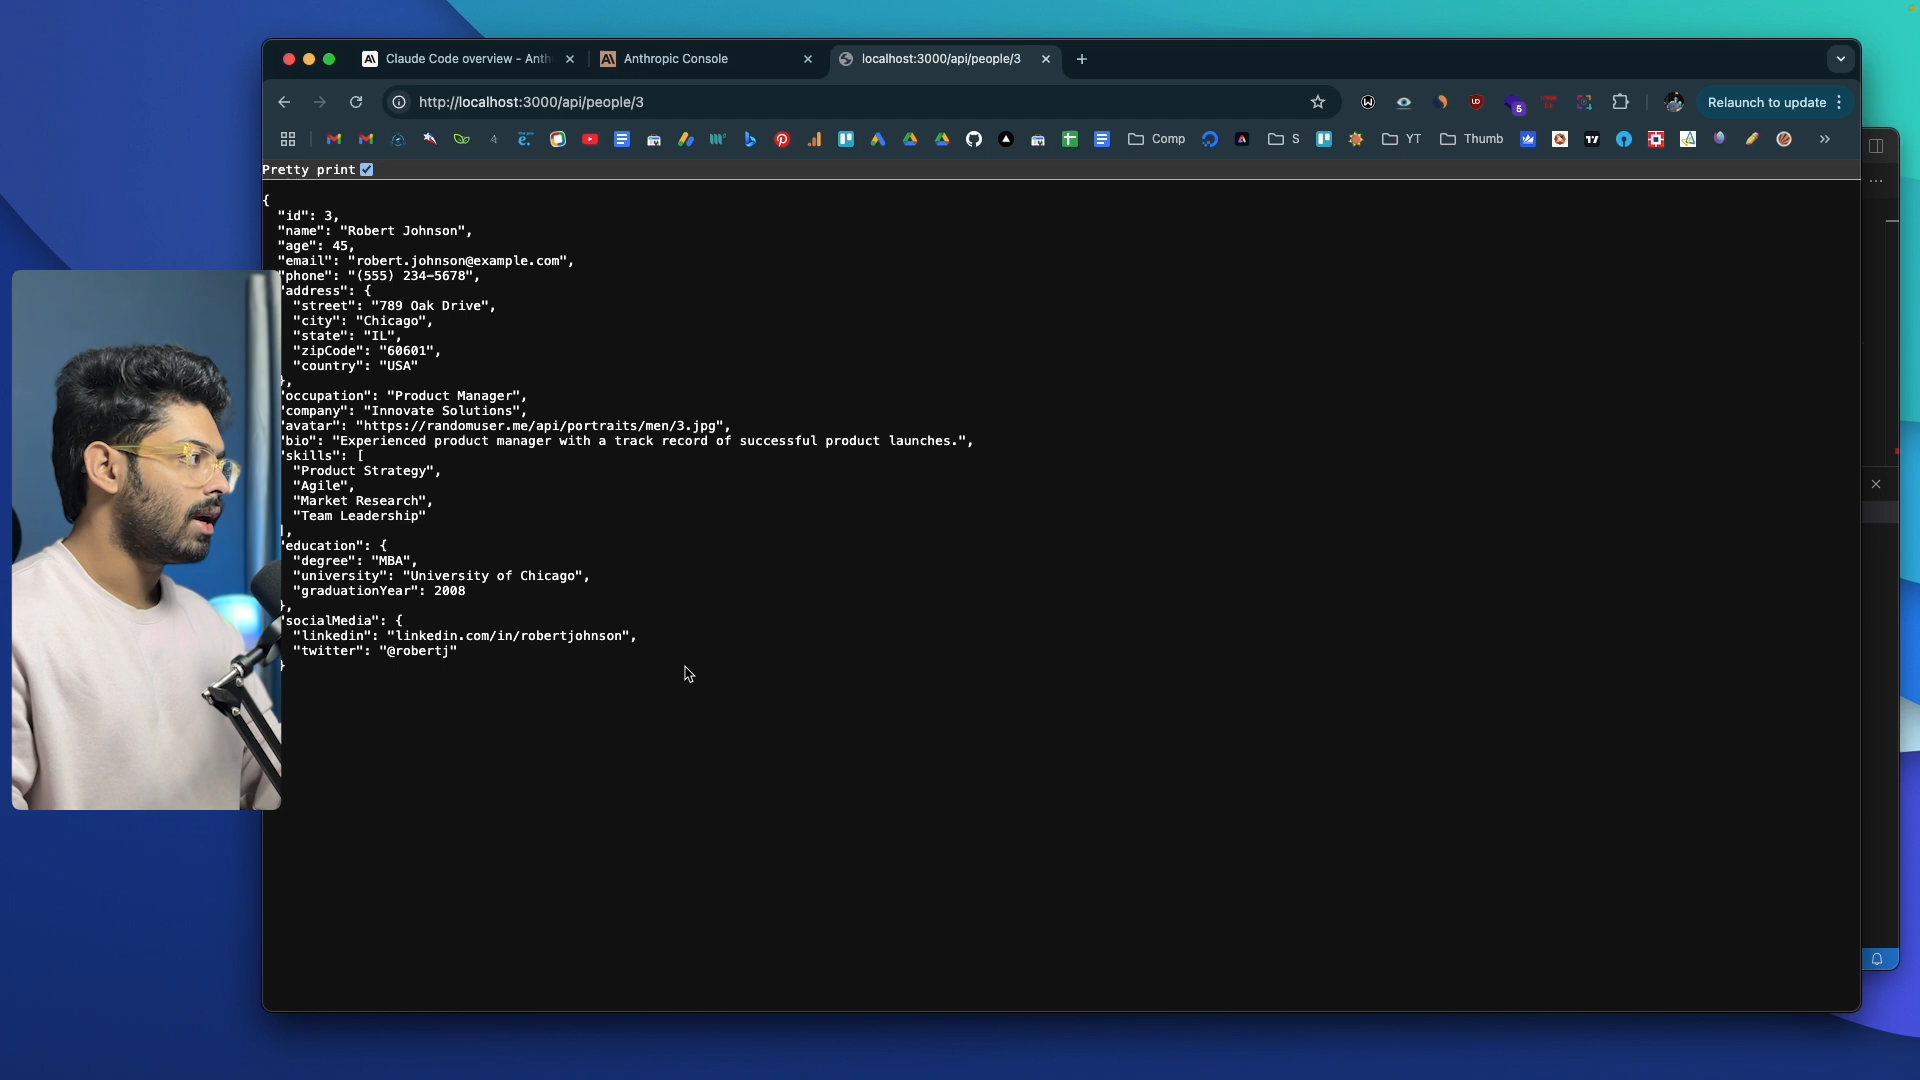 Claude Code overview - Anth
Anthropic Console
localhost:3000/api/people/3
http://localhost:3000/api/people/3
5
Relaunch to update
Comp
S
YT
Thumb
Pretty print
{
"id": 3,
"name": "Robert Johnson",
"age": 45,
"email": "robert.johnson@example.com",
"phone": "(555) 234-5678",
"address": {
"street": "789 Oak Drive",
"city": "Chicago",
"state": "IL",
"zipCode": "60601",
"country": "USA"
},
"occupation": "Product Manager",
"company": "Innovate Solutions",
"avatar": "https://randomuser.me/api/portraits/men/3.jpg",
"bio": "Experienced product manager with a track record of successful product launches.",
"skills": [
"Product Strategy",
"Agile",
"Market Research",
"Team Leadership"
],
"education": {
"degree": "MBA",
"university": "University of Chicago",
"graduationYear": 2008
},
"socialMedia": {
"linkedin": "linkedin.com/in/robertjohnson",
"twitter": "@robertj"
}